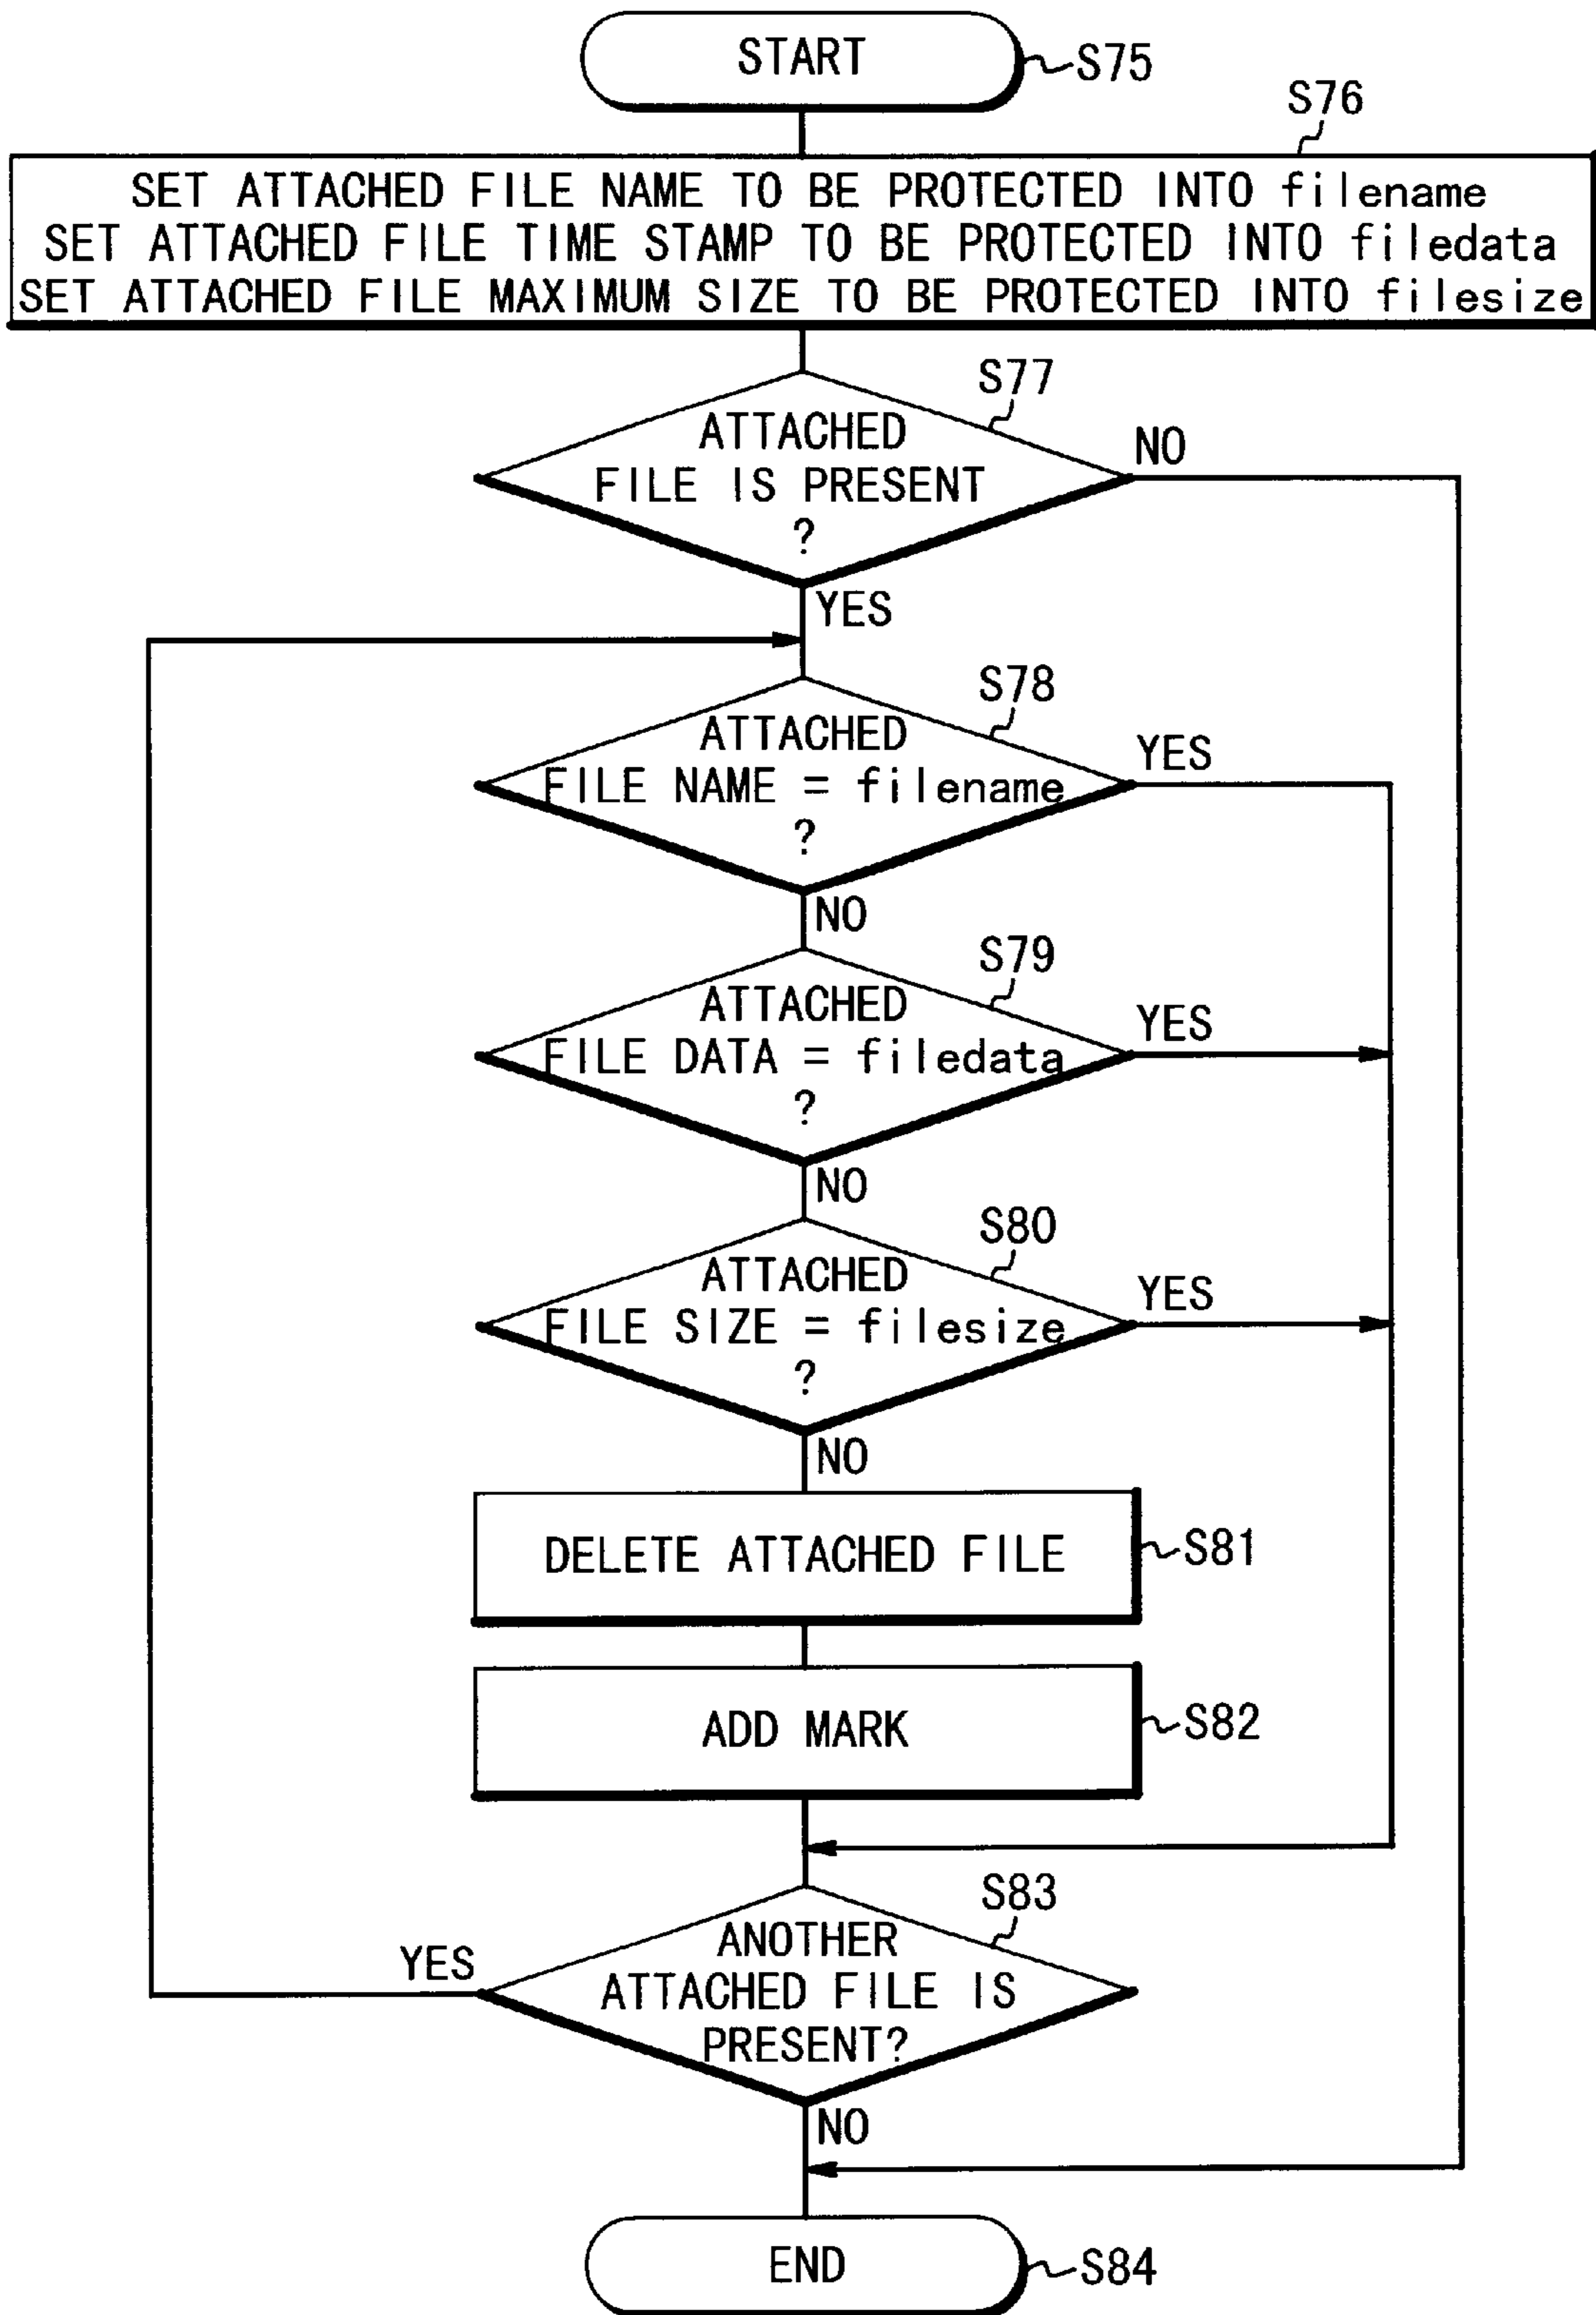 START
S75
S76
SET ATTACHED FILE NAME TO BE PROTECTED INTO filename
SET ATTACHED FILE TIME STAMP TO BE PROTECTED INTO filedata
SET ATTACHED FILE MAXIMUM SIZE TO BE PROTECTED INTO filesize
S77
ATTACHED
FILE IS PRESENT
?
NO
YES
S78
ATTACHED
FILE NAME = filename
?
YES
NO
S79
ATTACHED
FILE DATA = filedata
?
YES
NO
S80
ATTACHED
FILE SIZE = filesize
?
YES
NO
DELETE ATTACHED FILE
S81
ADD MARK
S82
S83
ANOTHER
ATTACHED FILE IS
PRESENT?
YES
NO
END
S84